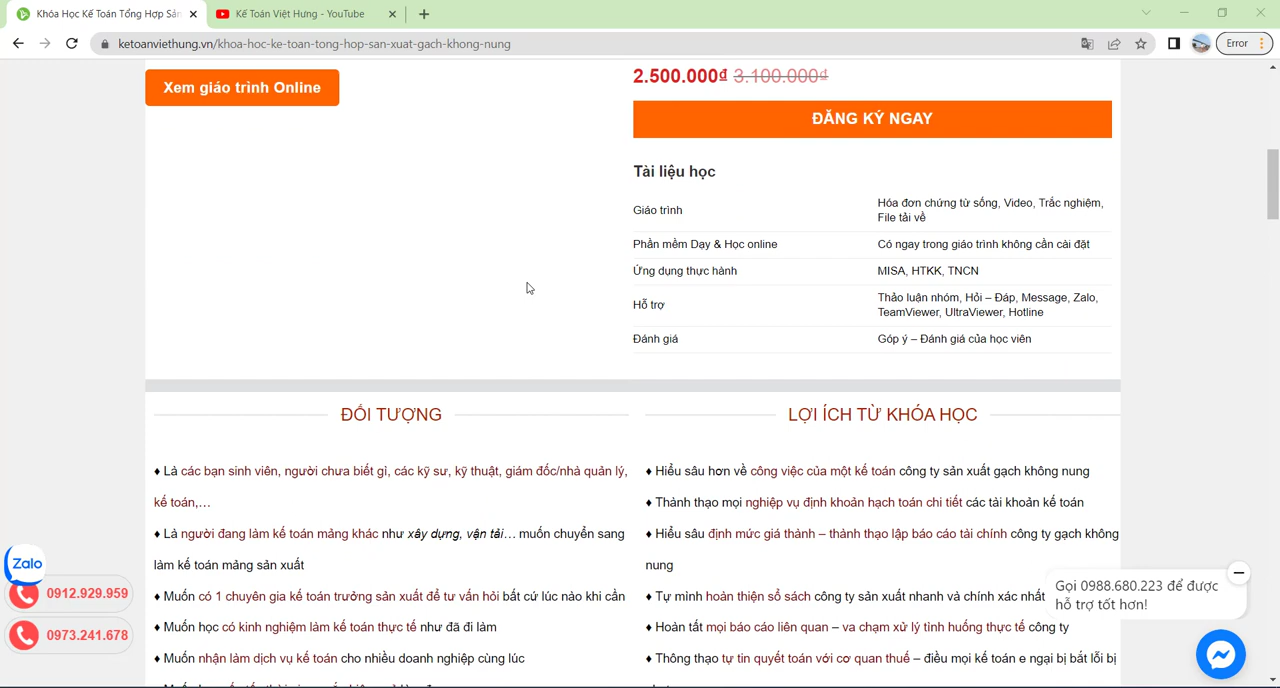 Khóa Học Kế Toán Tổng Hợp Sản
Kế Toán Việt Hưng - YouTube
ketoanviethung.vn/khoa-hoc-ke-toan-tong-hop-san-xuat-gach-khong-nung
Error
Xem giáo trình Online
2.500.000₫ 3.100.000₫
ĐĂNG KÝ NGAY
Tài liệu học
Giáo trình
Hóa đơn chứng từ sống, Video, Trắc nghiệm,
File tải về
Phần mềm Dạy & Học online
Có ngay trong giáo trình không cần cài đặt
Ứng dụng thực hành
MISA, HTKK, TNCN
Hỗ trợ
Thảo luận nhóm, Hỏi – Đáp, Message, Zalo,
TeamViewer, UltraViewer, Hotline
Đánh giá
Góp ý – Đánh giá của học viên
ĐỐI TƯỢNG
♦ Là các bạn sinh viên, người chưa biết gì, các kỹ sư, kỹ thuật, giám đốc/nhà quản lý,
kế toán,…
♦ Là người đang làm kế toán mảng khác như xây dựng, vận tải… muốn chuyển sang
làm kế toán mảng sản xuất
♦ Muốn có 1 chuyên gia kế toán trưởng sản xuất để tư vấn hỏi bất cứ lúc nào khi cần
♦ Muốn học có kinh nghiệm làm kế toán thực tế như đã đi làm
♦ Muốn nhận làm dịch vụ kế toán cho nhiều doanh nghiệp cùng lúc
LỢI ÍCH TỪ KHÓA HỌC
♦ Hiểu sâu hơn về công việc của một kế toán công ty sản xuất gạch không nung
♦ Thành thạo mọi nghiệp vụ định khoản hạch toán chi tiết các tài khoản kế toán
♦ Hiểu sâu định mức giá thành – thành thạo lập báo cáo tài chính công ty gạch không
nung
♦ Tự mình hoàn thiện sổ sách công ty sản xuất nhanh và chính xác nhất
♦ Hoàn tất mọi báo cáo liên quan – va chạm xử lý tình huống thực tế công ty
♦ Thông thạo tự tin quyết toán với cơ quan thuế – điều mọi kế toán e ngại bị bắt lỗi bị
Zalo
0912.929.959
0973.241.678
Gọi 0988.680.223 để được
hỗ trợ tốt hơn!